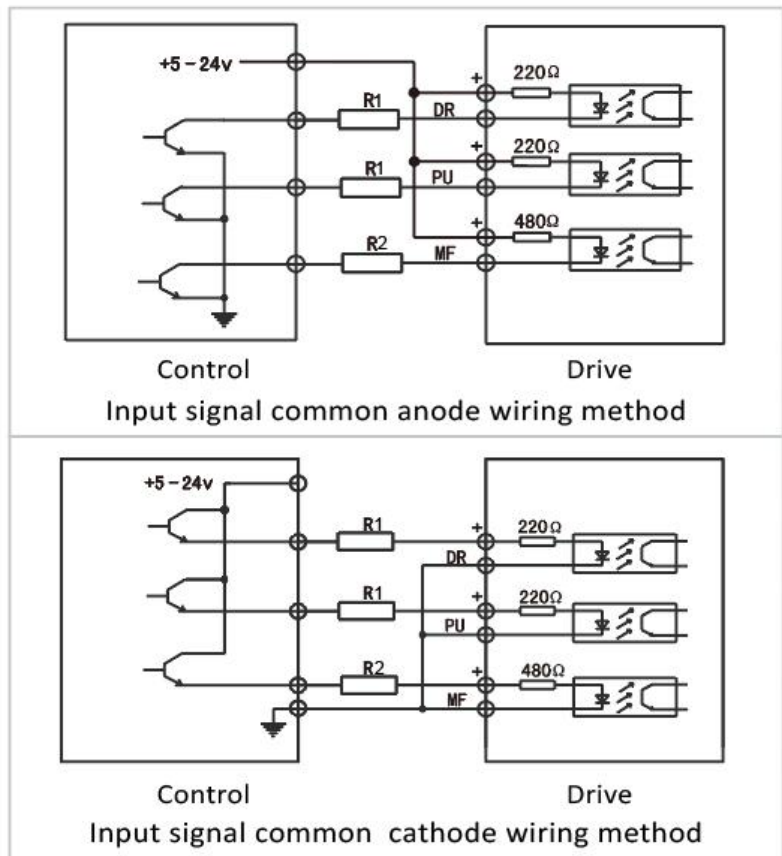 +5-24v
+ 220Ω
R1
DR
+ 220Ω
R1
PU
+ 480Ω
R2
MF
Control
Drive
Input signal common anode wiring method
+5-24v
R1
+ 220Ω
DR
R1
+ 220Ω
PU
R2
+ 480Ω
MF
Control
Drive
Input signal common cathode wiring method